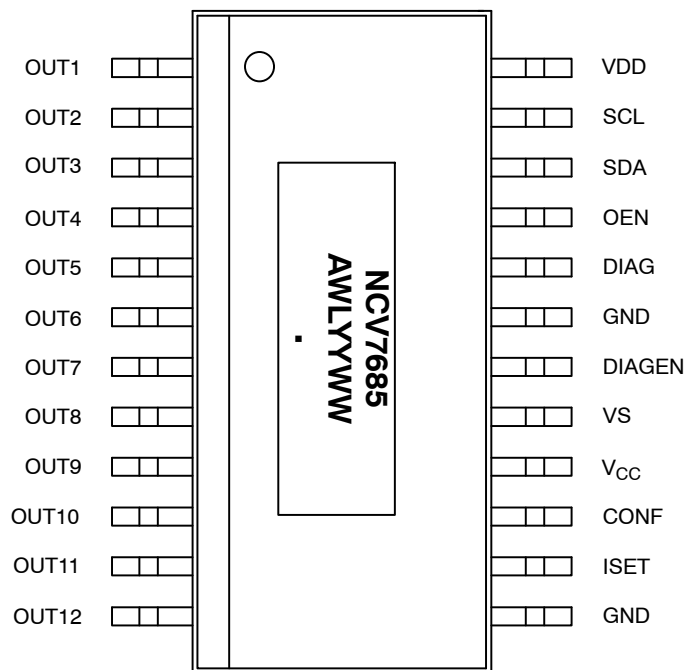 OUT1 VDD
OUT2 SCL
OUT3 SDA
OUT4 OEN
OUT5 DIAG
OUT6 GND
OUT7 DIAGEN
OUT8 VS
OUT9 VCC
OUT10 CONF
OUT11 ISET
OUT12 GND
NCV7685
AWLYYWW